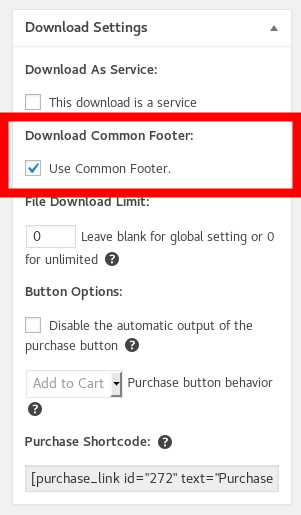 Download Settings
Download As Service:
This download is a service
Download Common Footer:
Use Common Footer.
File Download Limit:
0 Leave blank for global setting or 0
for unlimited ?
Button Options:
Disable the automatic output of the
purchase button ?
Add to Cart Purchase button behavior
?
Purchase Shortcode: ?
[purchase_link id="272" text="Purchase